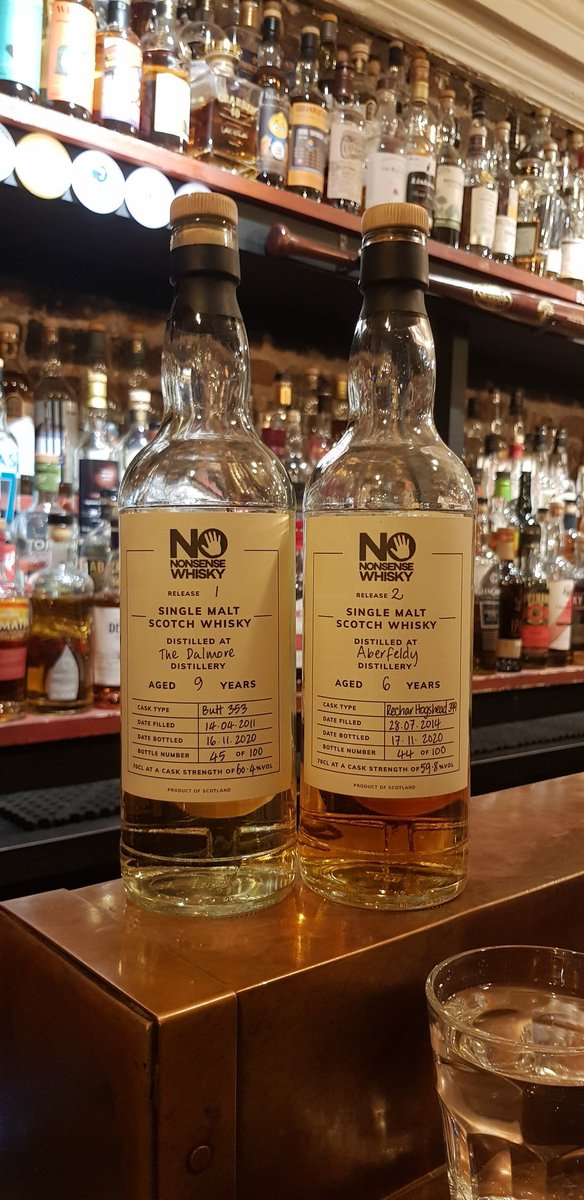 NO
NONSENSE
WHISKY
RELEASE 1
SINGLE MALT
SCOTCH WHISKY
DISTILLED AT
The Dalmore
DISTILLERY
AGED 9 YEARS
CASK TYPE Butt 353
DATE FILLED 14.04.2011
DATE BOTTLED 16.11.2020
BOTTLE NUMBER 45 OF 100
70CL AT A CASK STRENGTH OF 60.4%VOL
PRODUCT OF SCOTLAND
NO
NONSENSE
WHISKY
RELEASE 2
SINGLE MALT
SCOTCH WHISKY
DISTILLED AT
Aberfeldy
DISTILLERY
AGED 6 YEARS
CASK TYPE Rechar Hogshead
DATE FILLED 28.07.2014
DATE BOTTLED 17.11.2020
BOTTLE NUMBER 44 OF 100
70CL AT A CASK STRENGTH OF 59.8%VOL
PRODUCT OF SCOTLAND